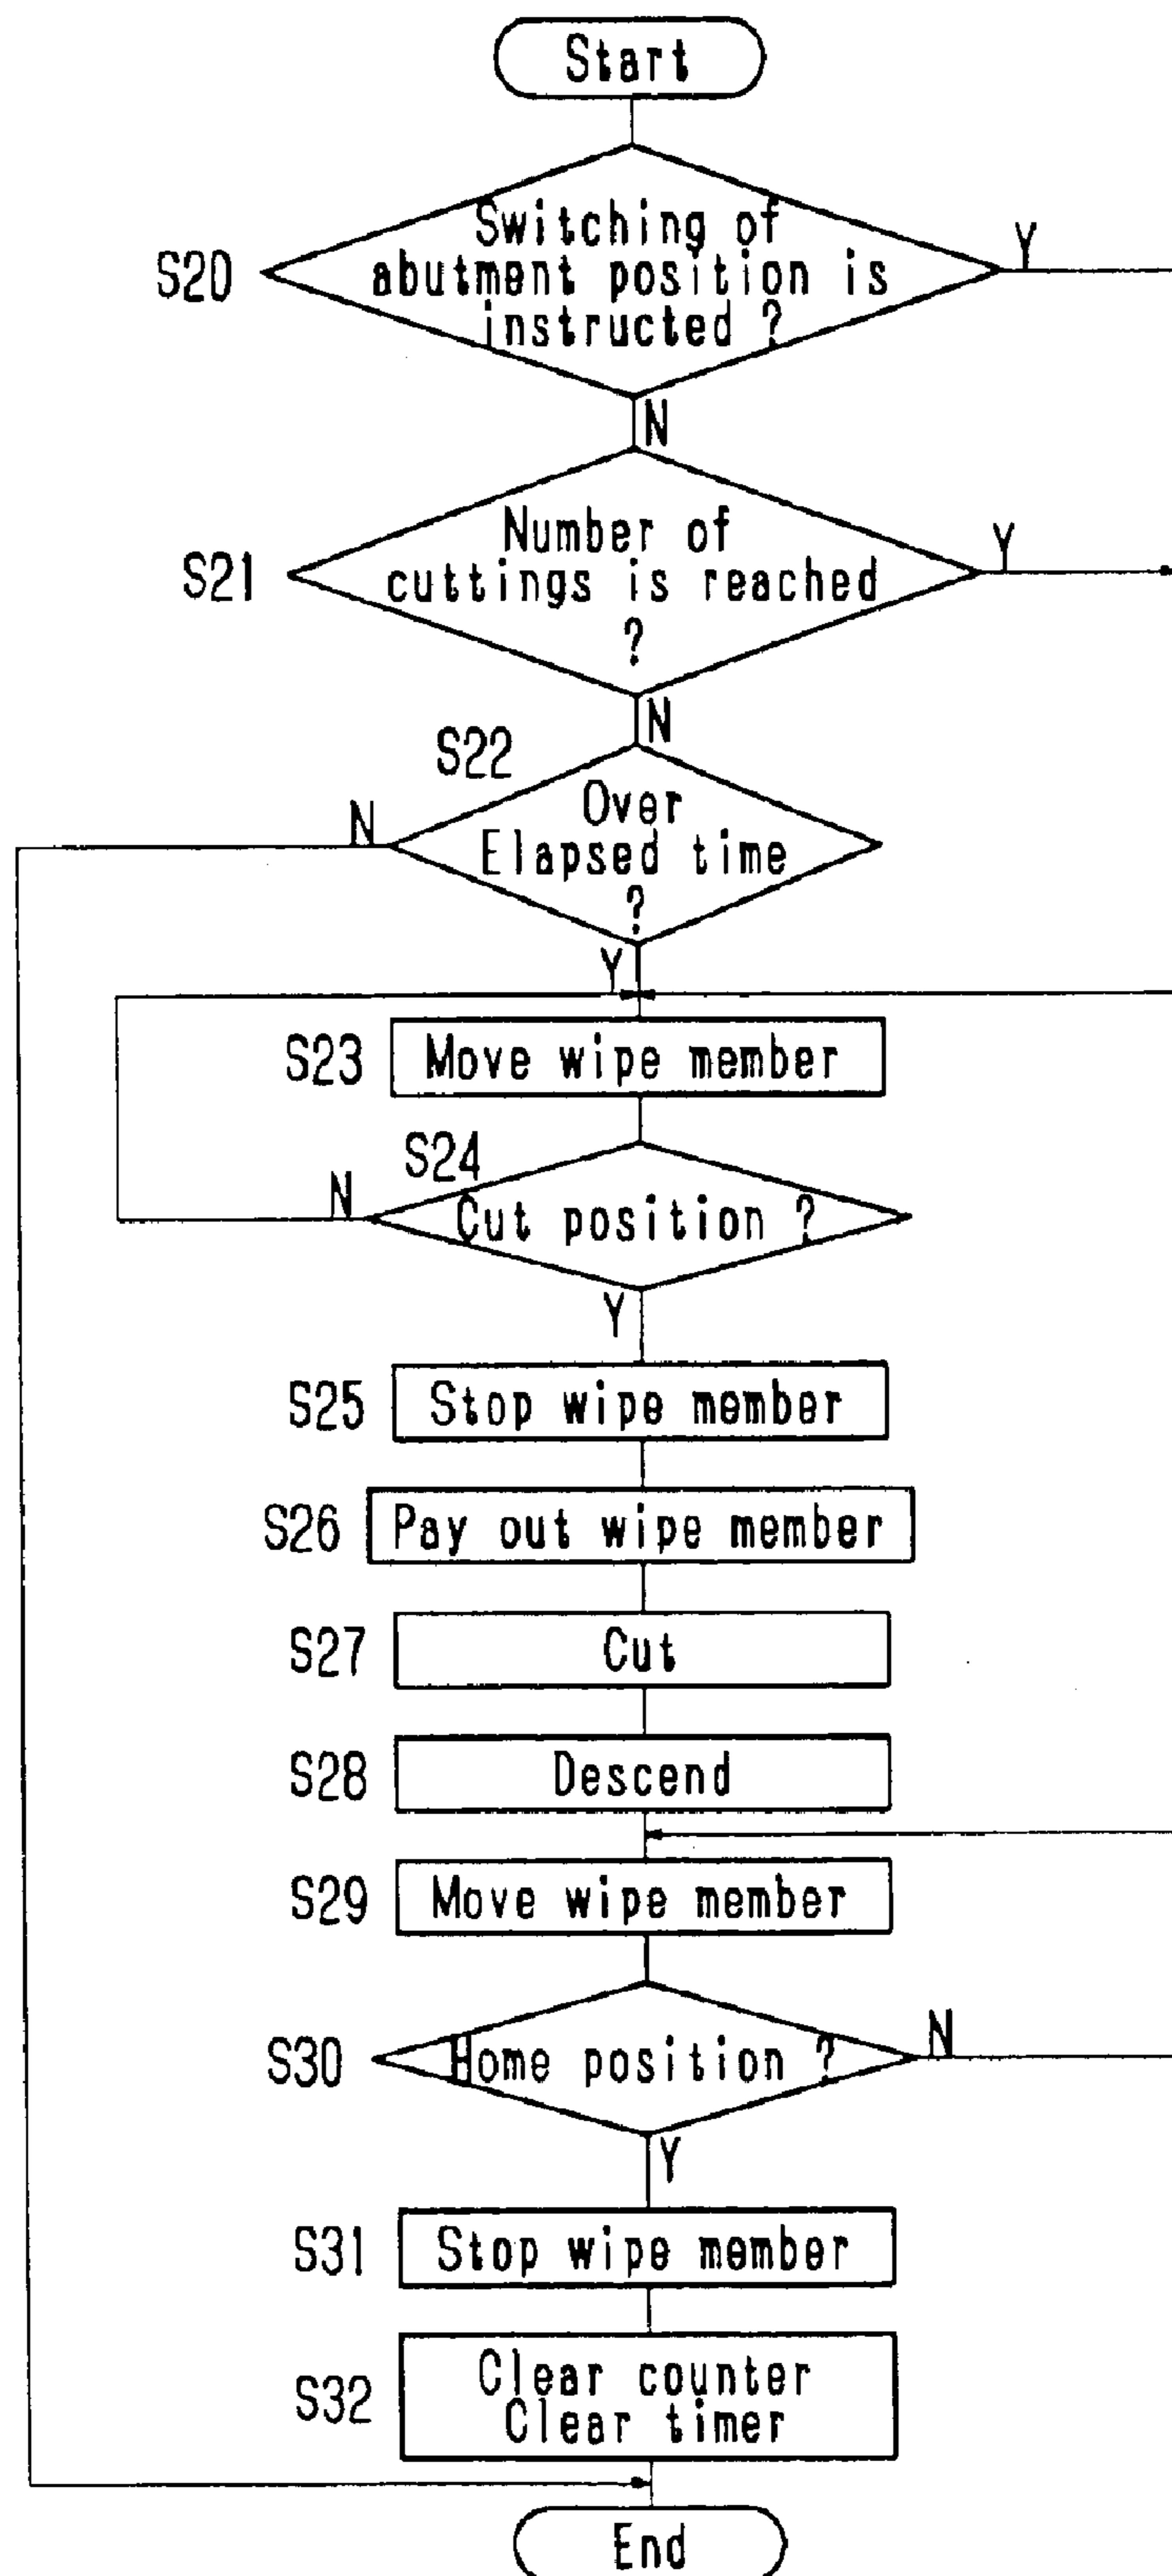 Start
S20
Switching of
abutment position is
instructed ?
Y
N
S21
Number of
cuttings is reached
?
Y
N
S22
Over
Elapsed time
?
N
Y
S23
Move wipe member
S24
Cut position ?
N
Y
S25
Stop wipe member
S26
Pay out wipe member
S27
Cut
S28
Descend
S29
Move wipe member
S30
Home position ?
N
Y
S31
Stop wipe member
S32
Clear counter
Clear timer
End